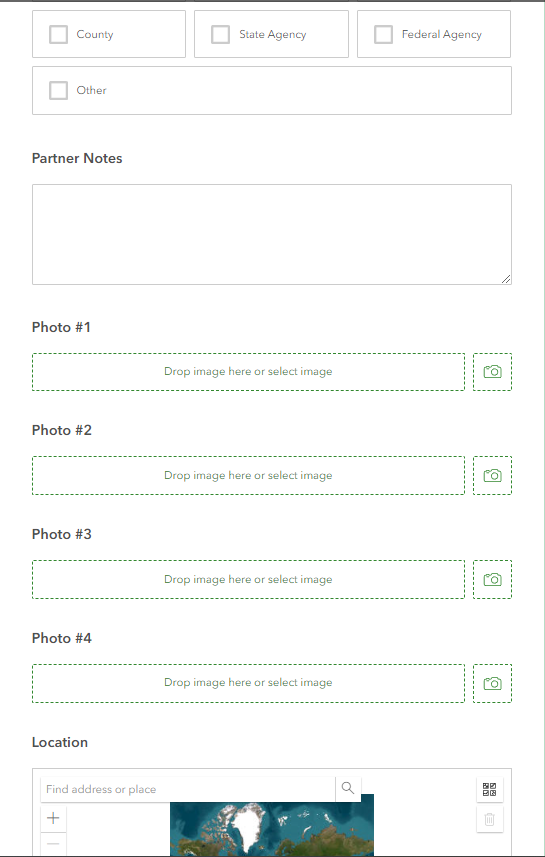 County State Agency Federal Agency
Other
Partner Notes
Photo #1
Drop image here or select image
Photo #2
Drop image here or select image
Photo #3
Drop image here or select image
Photo #4
Drop image here or select image
Location
Find address or place